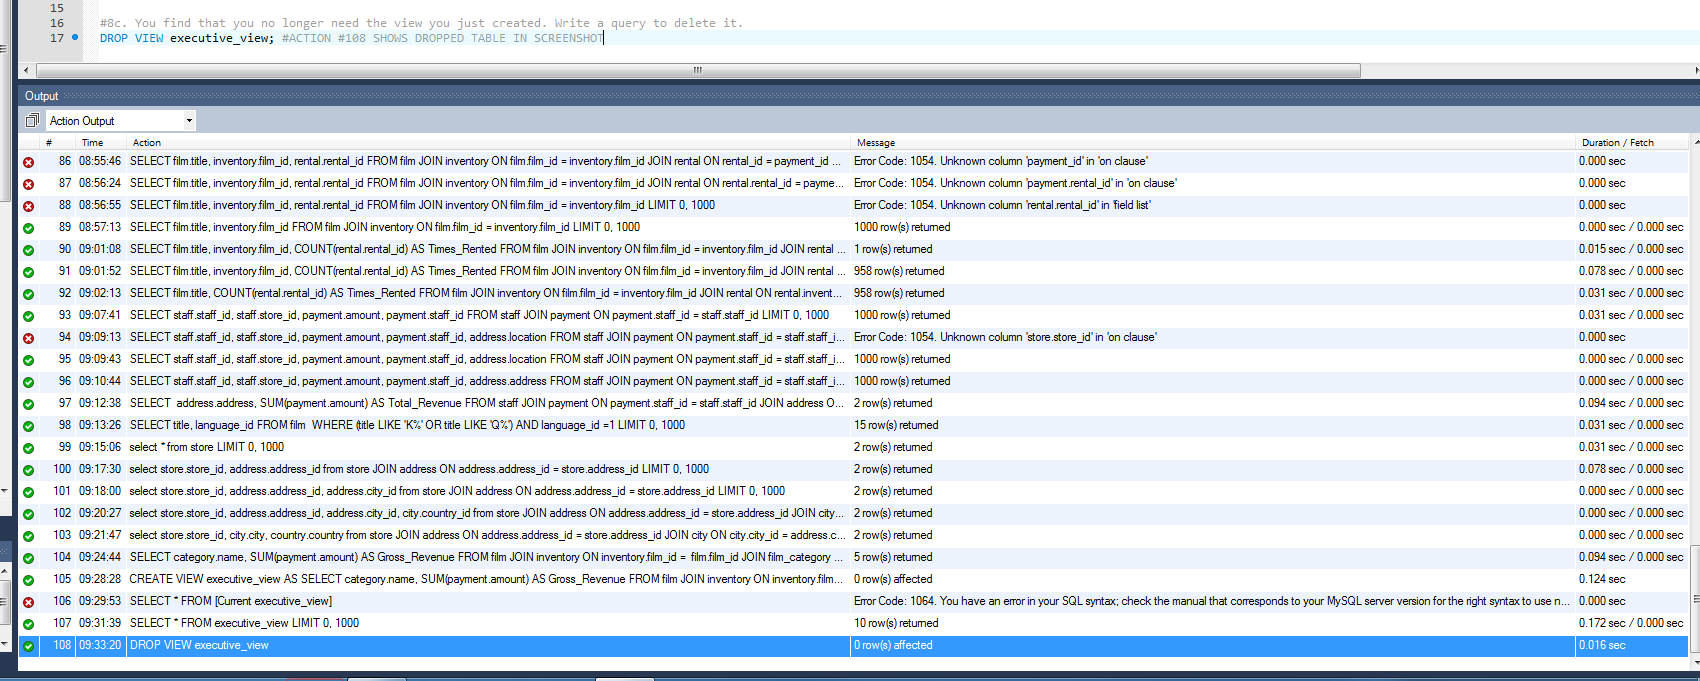 15
16 #8c. You find that you no longer need the view you just created. Write a query to delete it.
17 DROP VIEW executive_view; #ACTION #108 SHOWS DROPPED TABLE IN SCREENSHOT
Output
Action Output
# Time Action Message Duration / Fetch
86 08:55:46 SELECT film.title, inventory.film_id, rental.rental_id FROM film JOIN inventory ON film.film_id = inventory.film_id JOIN rental ON rental_id = payment_id ... Error Code: 1054. Unknown column 'payment_id' in 'on clause' 0.000 sec
87 08:56:24 SELECT film.title, inventory.film_id, rental.rental_id FROM film JOIN inventory ON film.film_id = inventory.film_id JOIN rental ON rental.rental_id = payme... Error Code: 1054. Unknown column 'payment.rental_id' in 'on clause' 0.000 sec
88 08:56:55 SELECT film.title, inventory.film_id, rental.rental_id FROM film JOIN inventory ON film.film_id = inventory.film_id LIMIT 0, 1000 Error Code: 1054. Unknown column 'rental.rental_id' in 'field list' 0.000 sec
89 08:57:13 SELECT film.title, inventory.film_id FROM film JOIN inventory ON film.film_id = inventory.film_id LIMIT 0, 1000 1000 row(s) returned 0.000 sec / 0.000 sec
90 09:01:08 SELECT film.title, inventory.film_id, COUNT(rental.rental_id) AS Times_Rented FROM film JOIN inventory ON film.film_id = inventory.film_id JOIN rental ... 1 row(s) returned 0.015 sec / 0.000 sec
91 09:01:52 SELECT film.title, inventory.film_id, COUNT(rental.rental_id) AS Times_Rented FROM film JOIN inventory ON film.film_id = inventory.film_id JOIN rental ... 958 row(s) returned 0.078 sec / 0.000 sec
92 09:02:13 SELECT film.title, COUNT(rental.rental_id) AS Times_Rented FROM film JOIN inventory ON film.film_id = inventory.film_id JOIN rental ON rental.invent... 958 row(s) returned 0.031 sec / 0.000 sec
93 09:07:41 SELECT staff.staff_id, staff.store_id, payment.amount, payment.staff_id FROM staff JOIN payment ON payment.staff_id = staff.staff_id LIMIT 0, 1000 1000 row(s) returned 0.031 sec / 0.000 sec
94 09:09:13 SELECT staff.staff_id, staff.store_id, payment.amount, payment.staff_id, address.location FROM staff JOIN payment ON payment.staff_id = staff.staff_i... Error Code: 1054. Unknown column 'store.store_id' in 'on clause' 0.000 sec
95 09:09:43 SELECT staff.staff_id, staff.store_id, payment.amount, payment.staff_id, address.location FROM staff JOIN payment ON payment.staff_id = staff.staff_i... 1000 row(s) returned 0.000 sec / 0.000 sec
96 09:10:44 SELECT staff.staff_id, staff.store_id, payment.amount, payment.staff_id, address.address FROM staff JOIN payment ON payment.staff_id = staff.staff_i... 1000 row(s) returned 0.000 sec / 0.000 sec
97 09:12:38 SELECT address.address, SUM(payment.amount) AS Total_Revenue FROM staff JOIN payment ON payment.staff_id = staff.staff_id JOIN address O... 2 row(s) returned 0.094 sec / 0.000 sec
98 09:13:26 SELECT title, language_id FROM film WHERE (title LIKE 'K%' OR title LIKE 'Q%') AND language_id =1 LIMIT 0, 1000 15 row(s) returned 0.031 sec / 0.000 sec
99 09:15:06 select * from store LIMIT 0, 1000 2 row(s) returned 0.031 sec / 0.000 sec
100 09:17:30 select store.store_id, address.address_id from store JOIN address ON address.address_id = store.address_id LIMIT 0, 1000 2 row(s) returned 0.078 sec / 0.000 sec
101 09:18:00 select store.store_id, address.address_id, address.city_id from store JOIN address ON address.address_id = store.address_id LIMIT 0, 1000 2 row(s) returned 0.000 sec / 0.000 sec
102 09:20:27 select store.store_id, address.address_id, address.city_id, city.country_id from store JOIN address ON address.address_id = store.address_id JOIN city... 2 row(s) returned 0.000 sec / 0.000 sec
103 09:21:47 select store.store_id, city.city, country.country from store JOIN address ON address.address_id = store.address_id JOIN city ON city.city_id = address.c... 2 row(s) returned 0.000 sec / 0.000 sec
104 09:24:44 SELECT category.name, SUM(payment.amount) AS Gross_Revenue FROM film JOIN inventory ON inventory.film_id = film.film_id JOIN film_category ... 5 row(s) returned 0.094 sec / 0.000 sec
105 09:28:28 CREATE VIEW executive_view AS SELECT category.name, SUM(payment.amount) AS Gross_Revenue FROM film JOIN inventory ON inventory.film... 0 row(s) affected 0.124 sec
106 09:29:53 SELECT * FROM [Current executive_view] Error Code: 1064. You have an error in your SQL syntax; check the manual that corresponds to your MySQL server version for the right syntax to use n... 0.000 sec
107 09:31:39 SELECT * FROM executive_view LIMIT 0, 1000 10 row(s) returned 0.172 sec / 0.000 sec
108 09:33:20 DROP VIEW executive_view 0 row(s) affected 0.016 sec